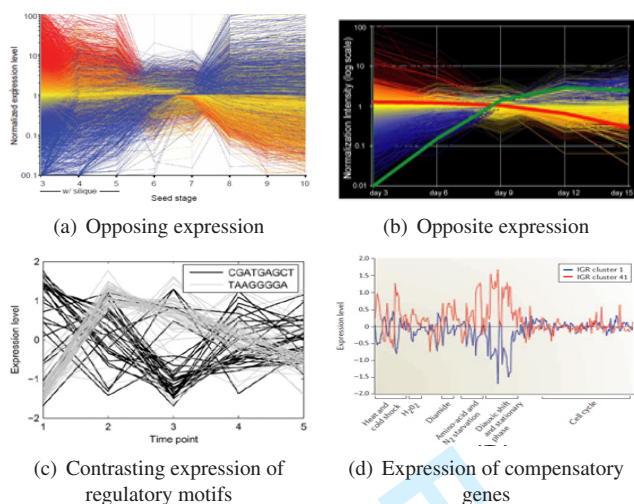 Normalized expression level
100
10
1
0.1
00.1
3 4 5 6 7 8 9 10
w/ silique
Seed stage
(a) Opposing expression
Normalization Intensity (log scale)
100
10
1
0.1
0.01
day 3 day 6 day 9 day 12 day 15
(b) Opposite expression
Expression level
2
1
0
−1
−2
CGATGAGCT
TAAGGGGA
1 2 3 4 5
Time point
(c) Contrasting expression of
regulatory motifs
Expression level
2.0
1.5
1.0
0.5
0
−0.5
−1.0
−1.5
−2.0
IGR cluster 1
IGR cluster 41
Heat and
cold shock
H2O2
Diamide
Amino-acid and
N2 starvation
Diauxic shift
and stationary
phase
Cell cycle
(d) Expression of compensatory
genes